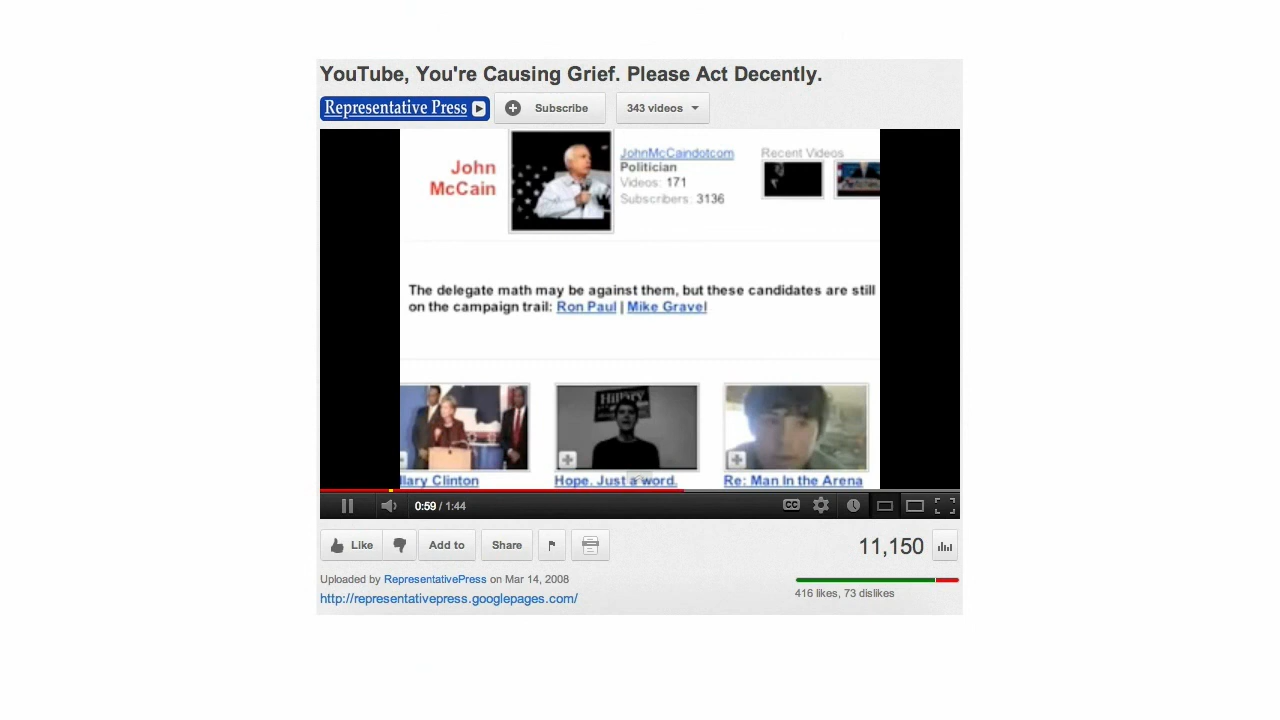 YouTube, You're Causing Grief. Please Act Decently.
Representative Press
Subscribe
343 videos
John
McCain
JohnMcCaindotcom
Politician
Videos: 171
Subscribers: 3136
Recent Videos
The delegate math may be against them, but these candidates are still
on the campaign trail: Ron Paul | Mike Gravel
Hillary
llary Clinton
Hope. Just a word.
Re: Man In the Arena
0:59 / 1:44
CC
Like
Add to
Share
11,150
Uploaded by RepresentativePress on Mar 14, 2008
http://representativepress.googlepages.com/
416 likes, 73 dislikes